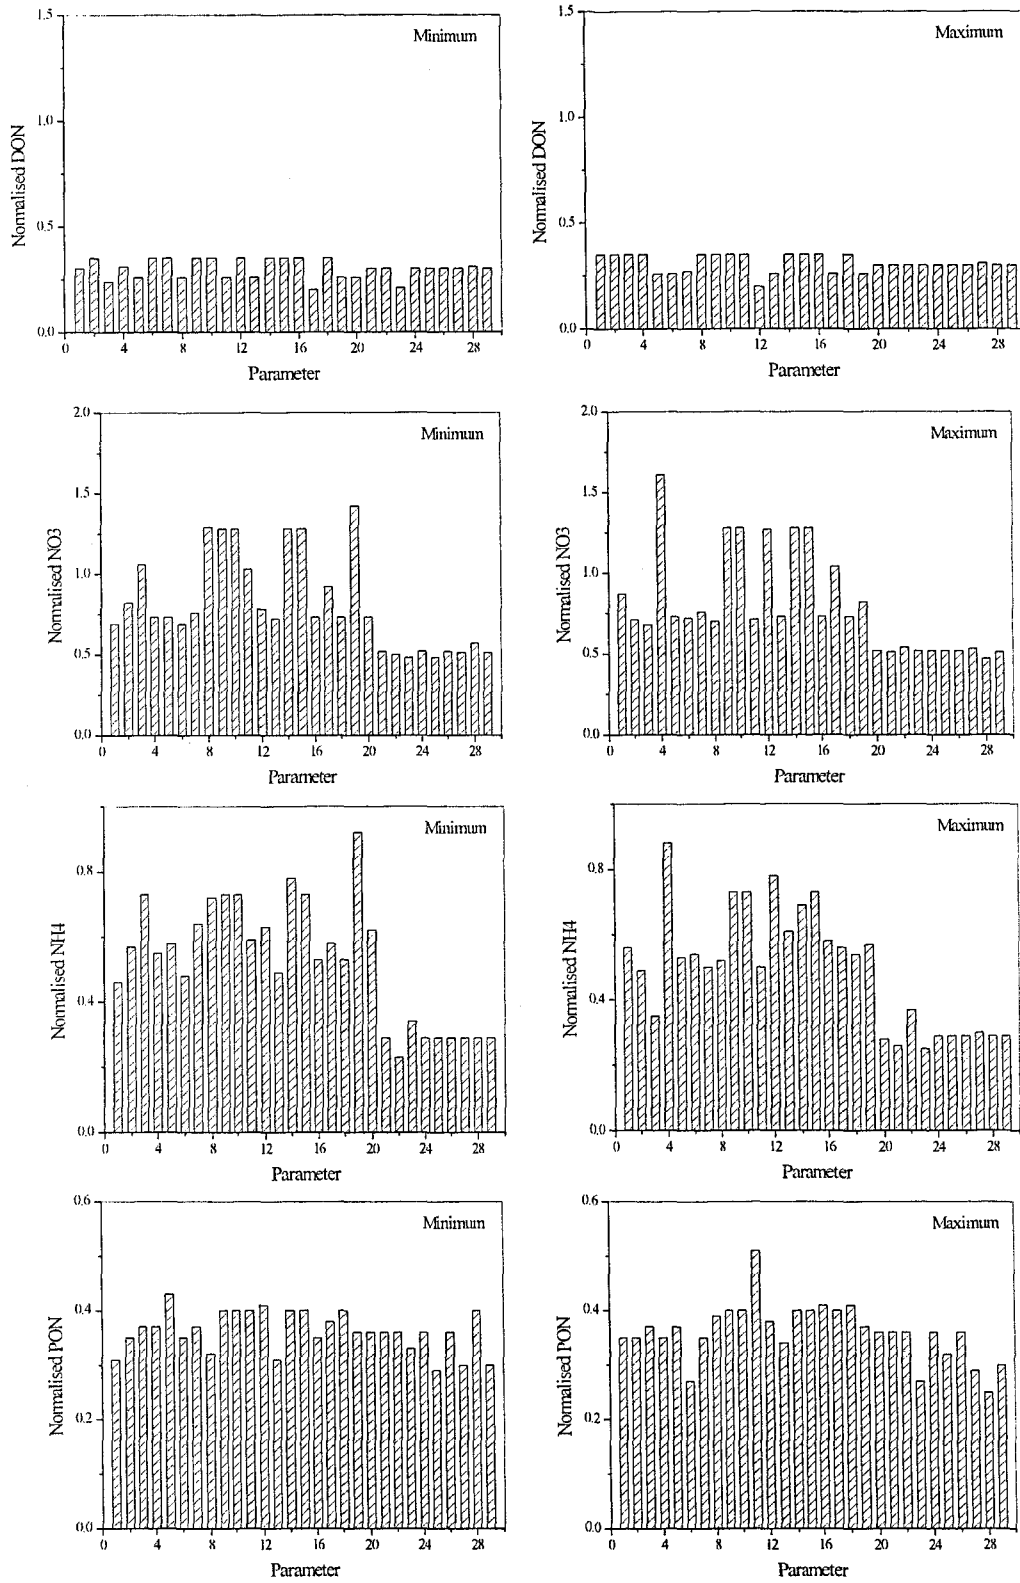 Minimum
Normalised DON
1.5
1.0
0.5
0.0
0 4 8 12 16 20 24 28
Parameter
Maximum
Normalised DON
1.5
1.0
0.5
0.0
0 4 8 12 16 20 24 28
Parameter
Minimum
Normalised NO3
2.0
1.5
1.0
0.5
0.0
0 4 8 12 16 20 24 28
Parameter
Maximum
Normalised NO3
2.0
1.5
1.0
0.5
0.0
0 4 8 12 16 20 24 28
Parameter
Minimum
Normalised NH4
0.8
0.4
0.0
0 4 8 12 16 20 24 28
Parameter
Maximum
Normalised NH4
0.8
0.4
0.0
0 4 8 12 16 20 24 28
Parameter
Minimum
Normalised PON
0.6
0.4
0.2
0.0
0 4 8 12 16 20 24 28
Parameter
Maximum
Normalised PON
0.6
0.4
0.2
0.0
0 4 8 12 16 20 24 28
Parameter